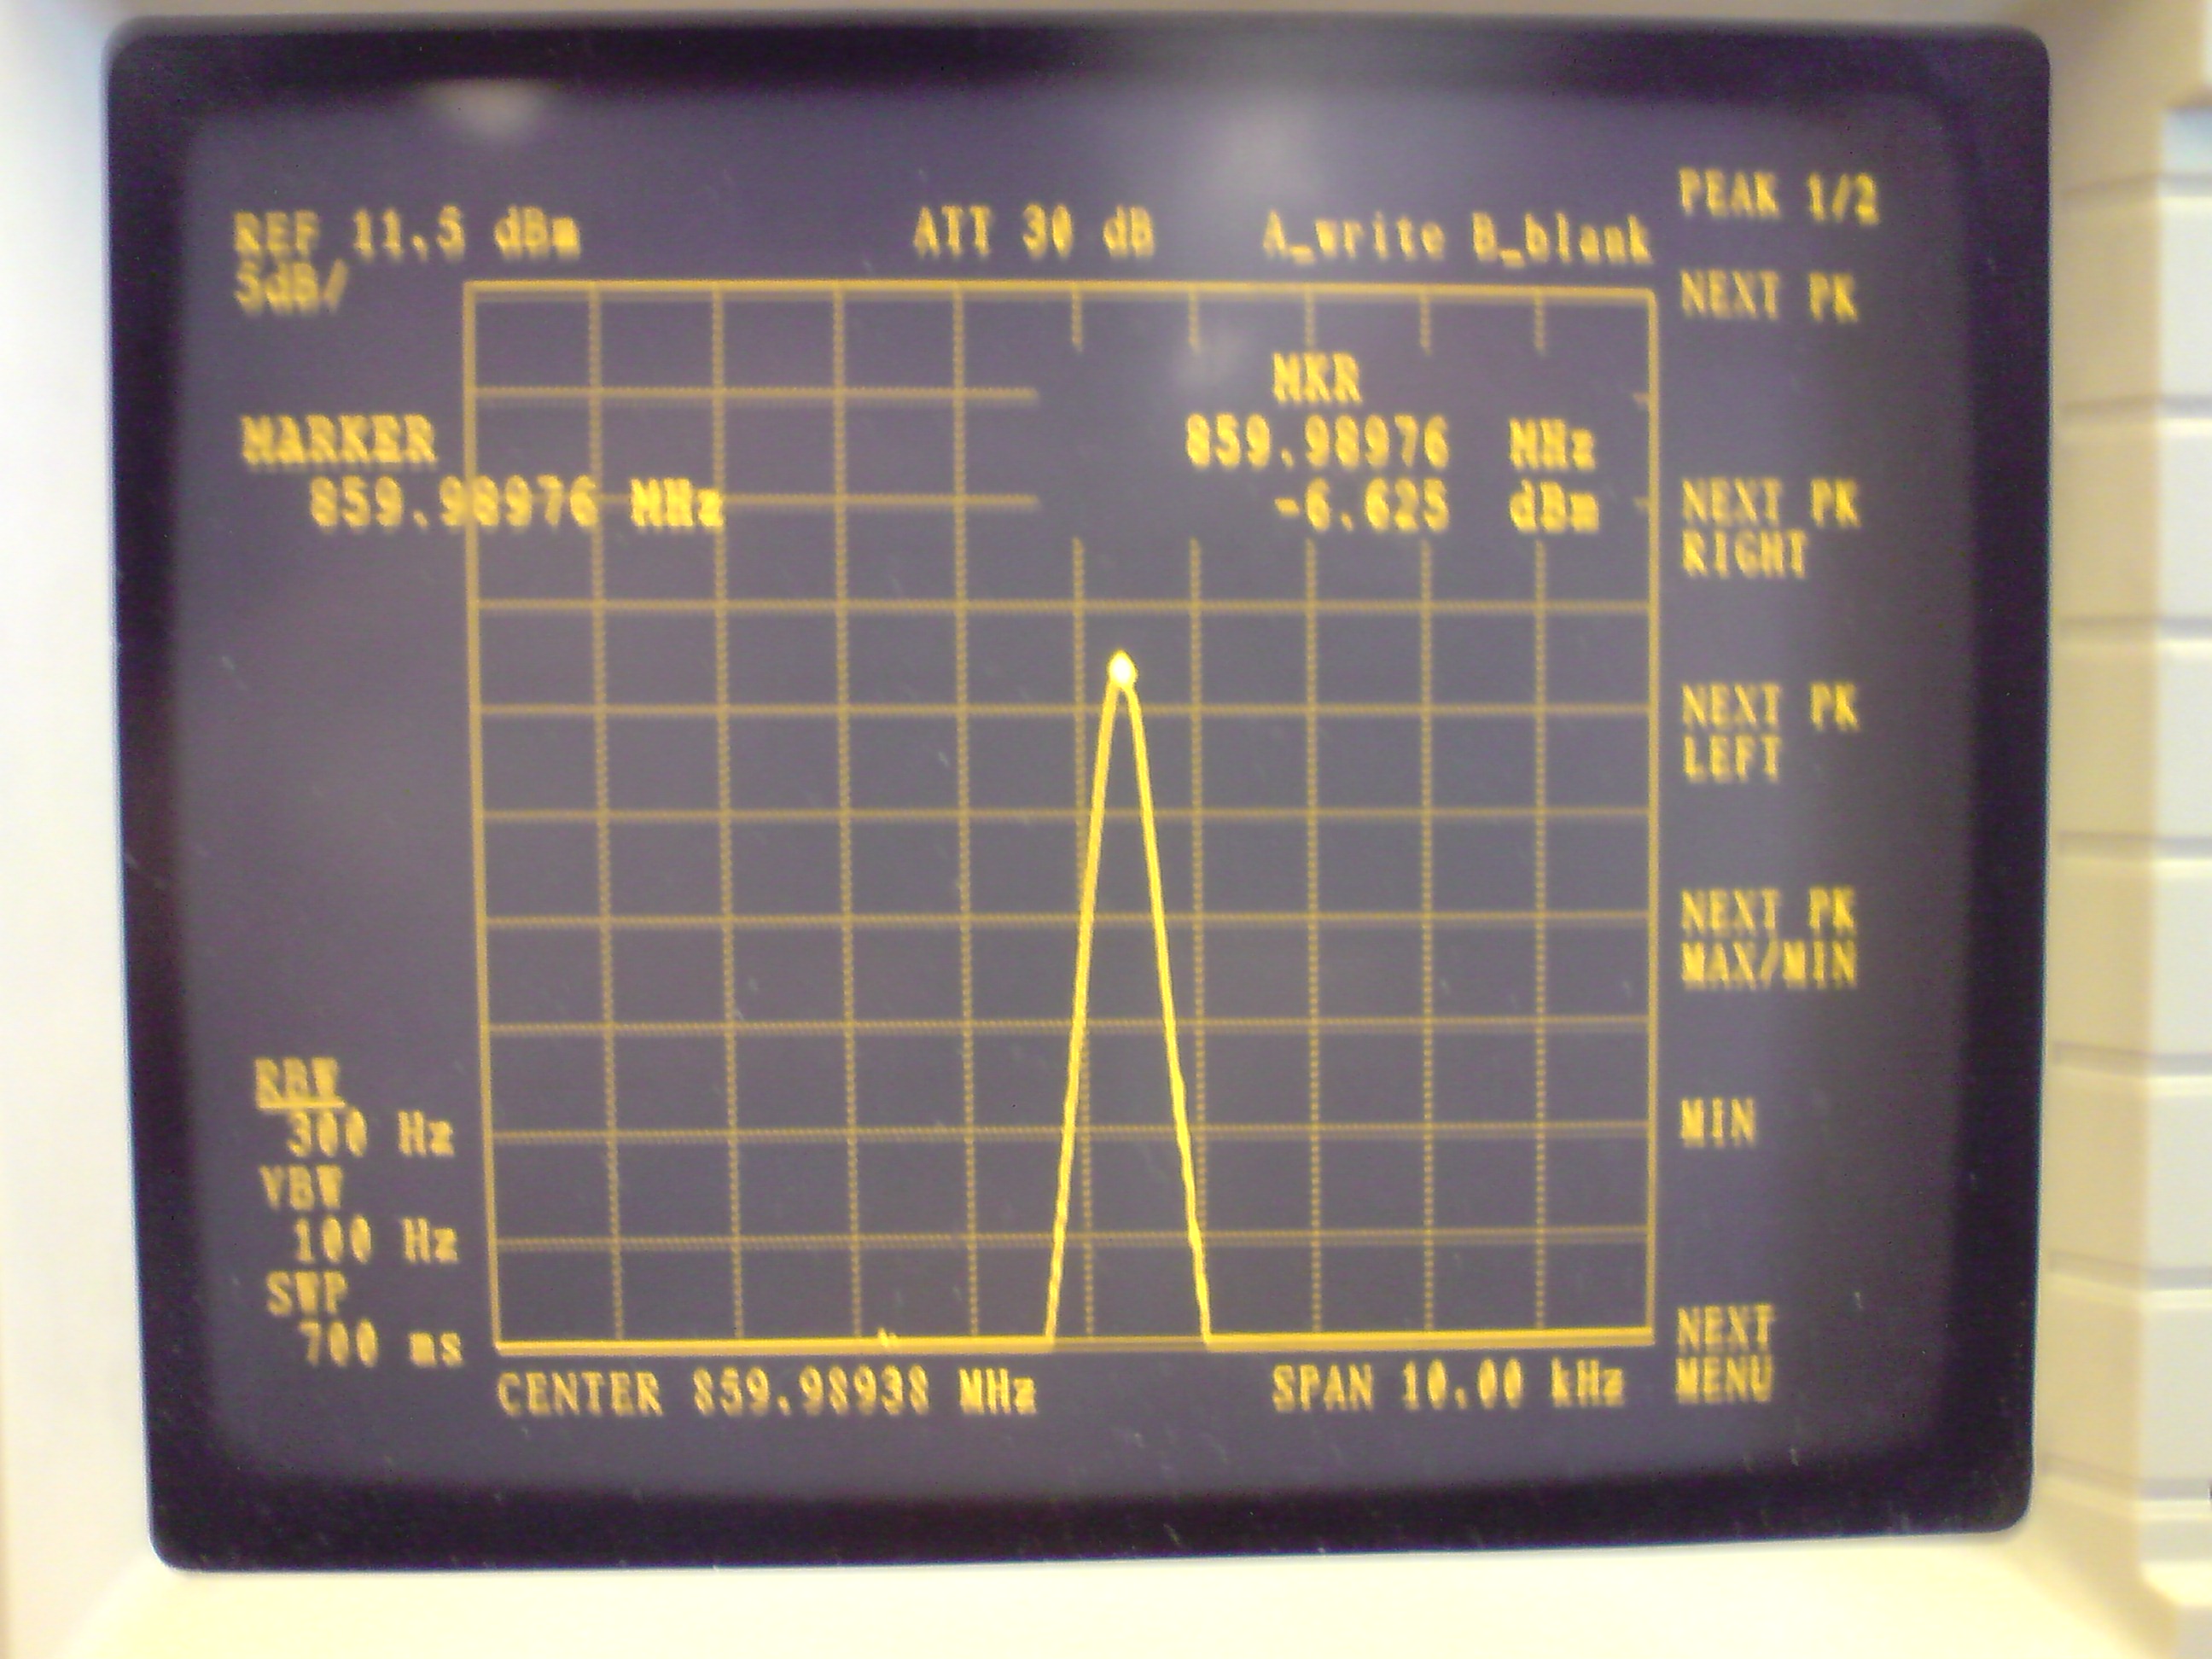 REF 11.5 dBm ATT 30 dB A_write B_blank
5dB/
MKR
859.98976 MHz
-6.625 dBm
MARKER
859.98976 MHz
RBW
300 Hz
VBW
100 Hz
SWP
700 ms
CENTER 859.98938 MHz SPAN 10.00 kHz
PEAK 1/2
NEXT PK
NEXT PK
RIGHT
NEXT PK
LEFT
NEXT PK
MAX/MIN
MIN
NEXT
MENU